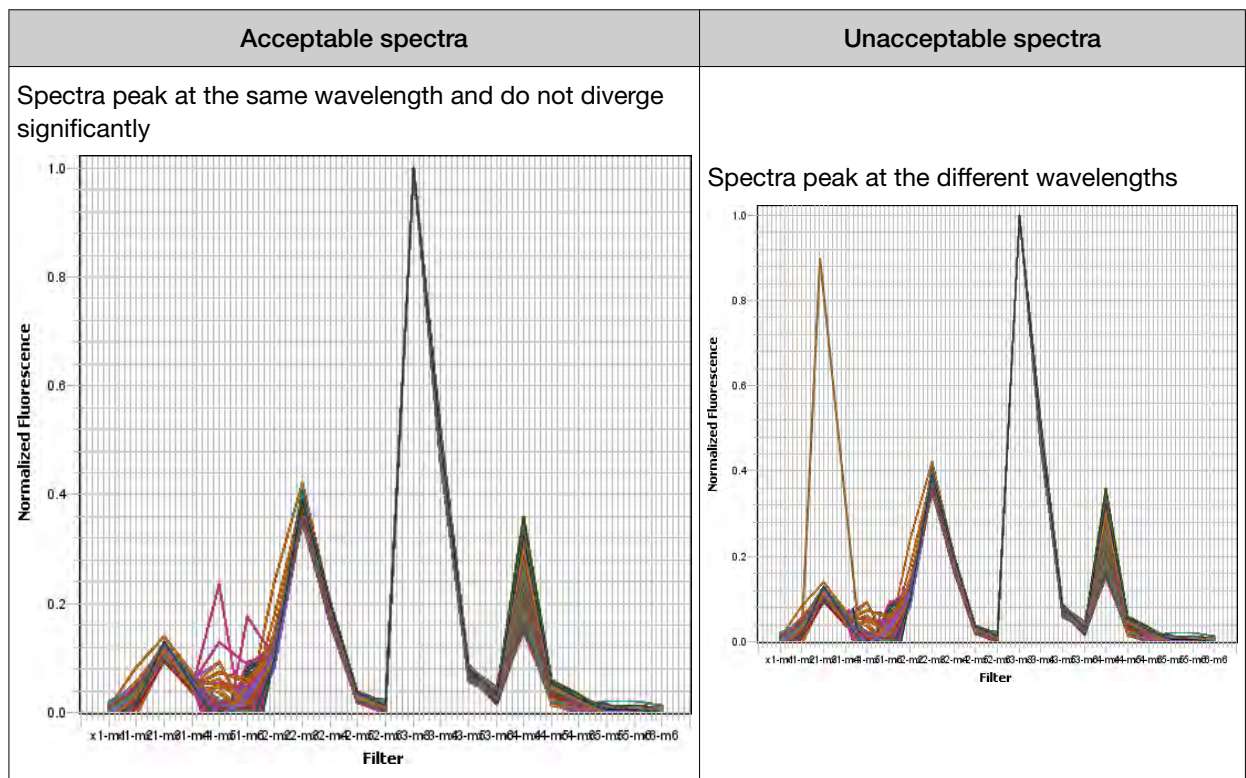 Acceptable spectra
Unacceptable spectra
Spectra peak at the same wavelength and do not diverge
significantly
1.0
0.8
0.6
0.4
0.2
0.0
Normalized Fluorescence
Filter
Spectra peak at the different wavelengths
1.0
0.8
0.6
0.4
0.2
0.0
Normalized Fluorescence
Filter